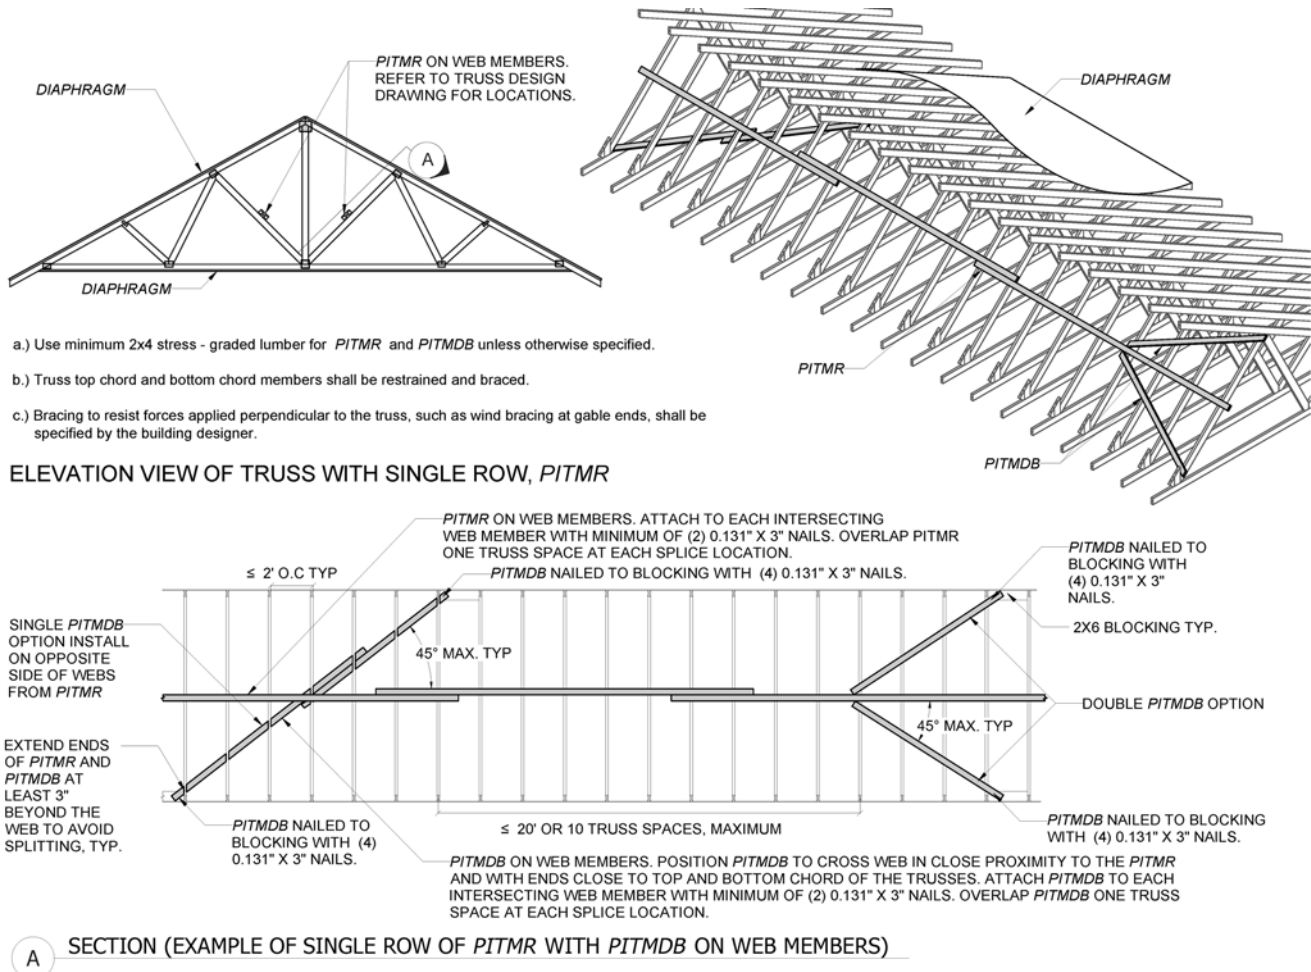 DIAPHRAGM
PITMR ON WEB MEMBERS.
REFER TO TRUSS DESIGN
DRAWING FOR LOCATIONS.
A
DIAPHRAGM
DIAPHRAGM
PITMR
PITMDB
a.) Use minimum 2x4 stress - graded lumber for PITMR and PITMDB unless otherwise specified.
b.) Truss top chord and bottom chord members shall be restrained and braced.
c.) Bracing to resist forces applied perpendicular to the truss, such as wind bracing at gable ends, shall be
specified by the building designer.
ELEVATION VIEW OF TRUSS WITH SINGLE ROW, PITMR
PITMR ON WEB MEMBERS. ATTACH TO EACH INTERSECTING
WEB MEMBER WITH MINIMUM OF (2) 0.131" X 3" NAILS. OVERLAP PITMR
ONE TRUSS SPACE AT EACH SPLICE LOCATION.
≤ 2' O.C TYP
PITMDB NAILED TO BLOCKING WITH (4) 0.131" X 3" NAILS.
PITMDB NAILED TO
BLOCKING WITH
(4) 0.131" X 3"
NAILS.
2X6 BLOCKING TYP.
SINGLE PITMDB
OPTION INSTALL
ON OPPOSITE
SIDE OF WEBS
FROM PITMR
45° MAX. TYP
DOUBLE PITMDB OPTION
45° MAX. TYP
EXTEND ENDS
OF PITMR AND
PITMDB AT
LEAST 3"
BEYOND THE
WEB TO AVOID
SPLITTING, TYP.
PITMDB NAILED TO
BLOCKING WITH (4)
0.131" X 3" NAILS.
≤ 20' OR 10 TRUSS SPACES, MAXIMUM
PITMDB NAILED TO BLOCKING
WITH (4) 0.131" X 3" NAILS.
PITMDB ON WEB MEMBERS. POSITION PITMDB TO CROSS WEB IN CLOSE PROXIMITY TO THE PITMR
AND WITH ENDS CLOSE TO TOP AND BOTTOM CHORD OF THE TRUSSES. ATTACH PITMDB TO EACH
INTERSECTING WEB MEMBER WITH MINIMUM OF (2) 0.131" X 3" NAILS. OVERLAP PITMDB ONE TRUSS
SPACE AT EACH SPLICE LOCATION.
A SECTION (EXAMPLE OF SINGLE ROW OF PITMR WITH PITMDB ON WEB MEMBERS)